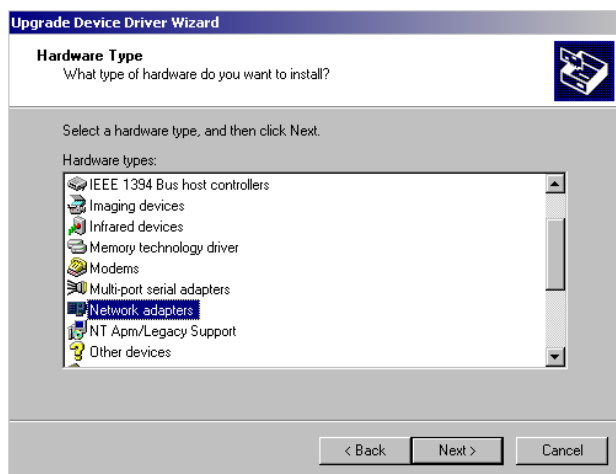 Upgrade Device Driver Wizard
Hardware Type
What type of hardware do you want to install?
Select a hardware type, and then click Next.
Hardware types:
IEEE 1394 Bus host controllers
Imaging devices
Infrared devices
Memory technology driver
Modems
Multi-port serial adapters
Network adapters
NT Apm/Legacy Support
Other devices
< Back Next > Cancel